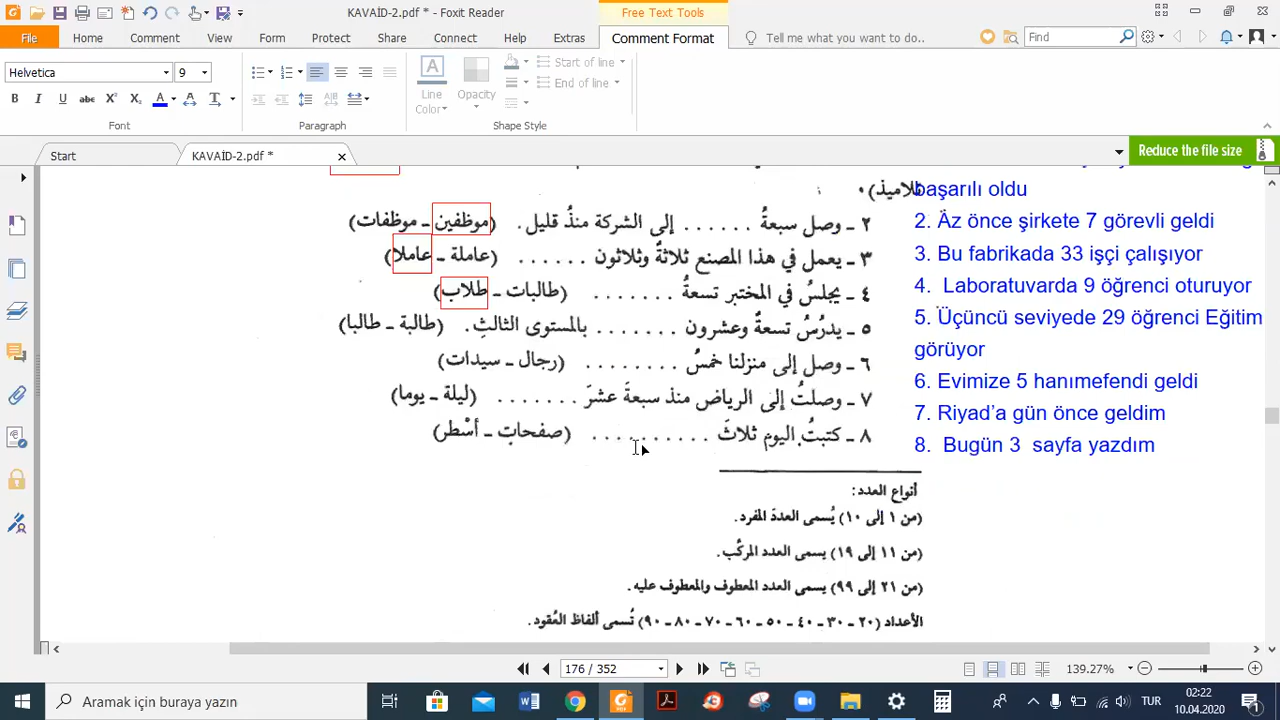 KAVAİD-2.pdf * - Foxit Reader
Free Text Tools
File Home Comment View Form Protect Share Connect Help Extras Comment Format Tell me what you want to do.. Find
Helvetica 9
Start of line
End of line
Line Color Opacity
Font Paragraph Shape Style
Start KAVAİD-2.pdf * Reduce the file size
تلاميذ).
٢ ـ وصل سبعةُ ...... إلى الشركة منذُ قليل. (موظفين ـ موظفات)
٣ ـ يعمل في هذا المصنع ثلاثةٌ وثلاثون ...... (عاملة ـ عاملا)
٤ ـ يجلسُ في المختبر تسعةُ ....... (طالبات ـ طلاب)
٥ ـ يدرُسُ تسعةٌ وعشرون ........ بالمستوى الثالثِ. (طالبة ـ طالبا)
٦ ـ وصل إلى منزلنا خمسُ ........ (رجال ـ سيدات)
٧ ـ وصلتُ إلى الرياض منذ سبعةَ عشرَ ....... (ليلة ـ يوما)
٨ ـ كتبتُ اليوم ثلاثَ .......... (صفحاتٍ ـ أسْطر)
أنواع العدد:
(من ١ إلى ١٠) يُسمى العددَ المفرد.
(من ١١ إلى ١٩) يسمى العدد المركَّب.
(من ٢١ إلى ٩٩) يسمى العدد المعطوف والمعطوف عليه.
الأعداد (٢٠ ـ ٣٠ ـ ٤٠ ـ ٥٠ ـ ٦٠ ـ ٧٠ ـ ٨٠ ـ ٩٠) تُسمى ألفاظ العُقود.
başarılı oldu
2. Äz önce şirkete 7 görevli geldi
3. Bu fabrikada 33 işçi çalışıyor
4. Laboratuvarda 9 öğrenci oturuyor
5. Üçüncü seviyede 29 öğrenci Eğitim
görüyor
6. Evimize 5 hanımefendi geldi
7. Riyad'a gün önce geldim
8. Bugün 3 sayfa yazdım
176 / 352
139.27%
Aramak için buraya yazın
TUR
02:22
10.04.2020